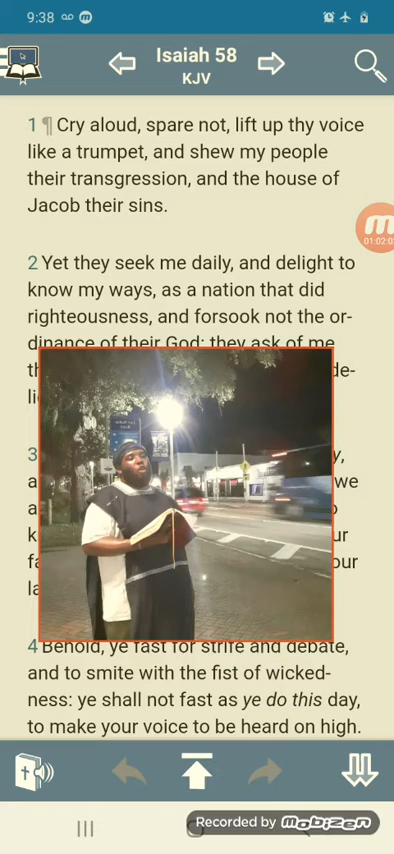 9:38
Isaiah 58
KJV
1 ¶ Cry aloud, spare not, lift up thy voice
like a trumpet, and shew my people
their transgression, and the house of
Jacob their sins.
01:02:0
2 Yet they seek me daily, and delight to
know my ways, as a nation that did
righteousness, and forsook not the or-
dinance of their God: they ask of me
th de-
li
3 y,
a we
a
k ur
fa our
la
4 Behold, ye fast for strife and debate,
and to smite with the fist of wicked-
ness: ye shall not fast as ye do this day,
to make your voice to be heard on high.
Recorded by mobizen